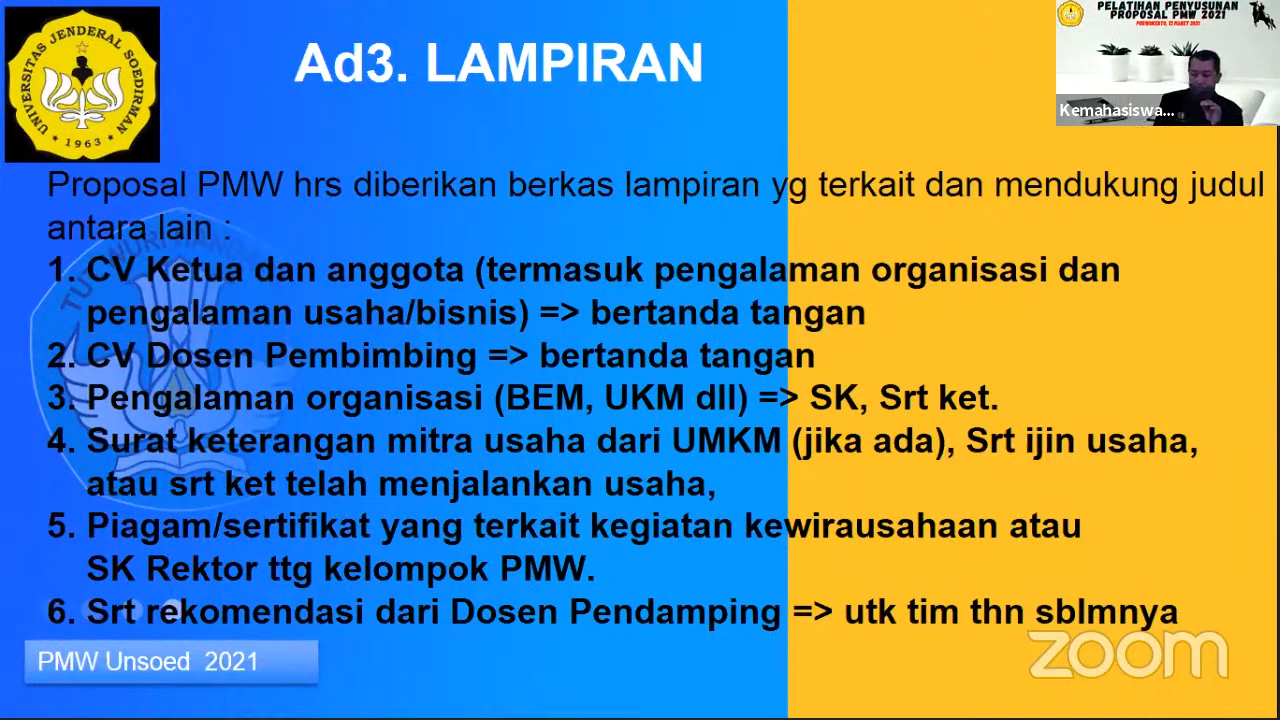 UNIVERSITAS JENDERAL SOEDIRMAN
1963
Ad3. LAMPIRAN
PELATIHAN PENYUSUNAN
PROPOSAL PMW 2021
PURWOKERTO, 13 MARET 2021
Kemahasiswa...
Proposal PMW hrs diberikan berkas lampiran yg terkait dan mendukung judul
antara lain :
1. CV Ketua dan anggota (termasuk pengalaman organisasi dan
pengalaman usaha/bisnis) => bertanda tangan
2. CV Dosen Pembimbing => bertanda tangan
3. Pengalaman organisasi (BEM, UKM dll) => SK, Srt ket.
4. Surat keterangan mitra usaha dari UMKM (jika ada), Srt ijin usaha,
atau srt ket telah menjalankan usaha,
5. Piagam/sertifikat yang terkait kegiatan kewirausahaan atau
SK Rektor ttg kelompok PMW.
6. Srt rekomendasi dari Dosen Pendamping => utk tim thn sblmnya
PMW Unsoed 2021
zoom